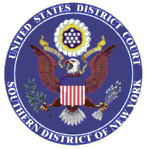 UNITED STATES DISTRICT COURT
SOUTHERN DISTRICT OF NEW YORK